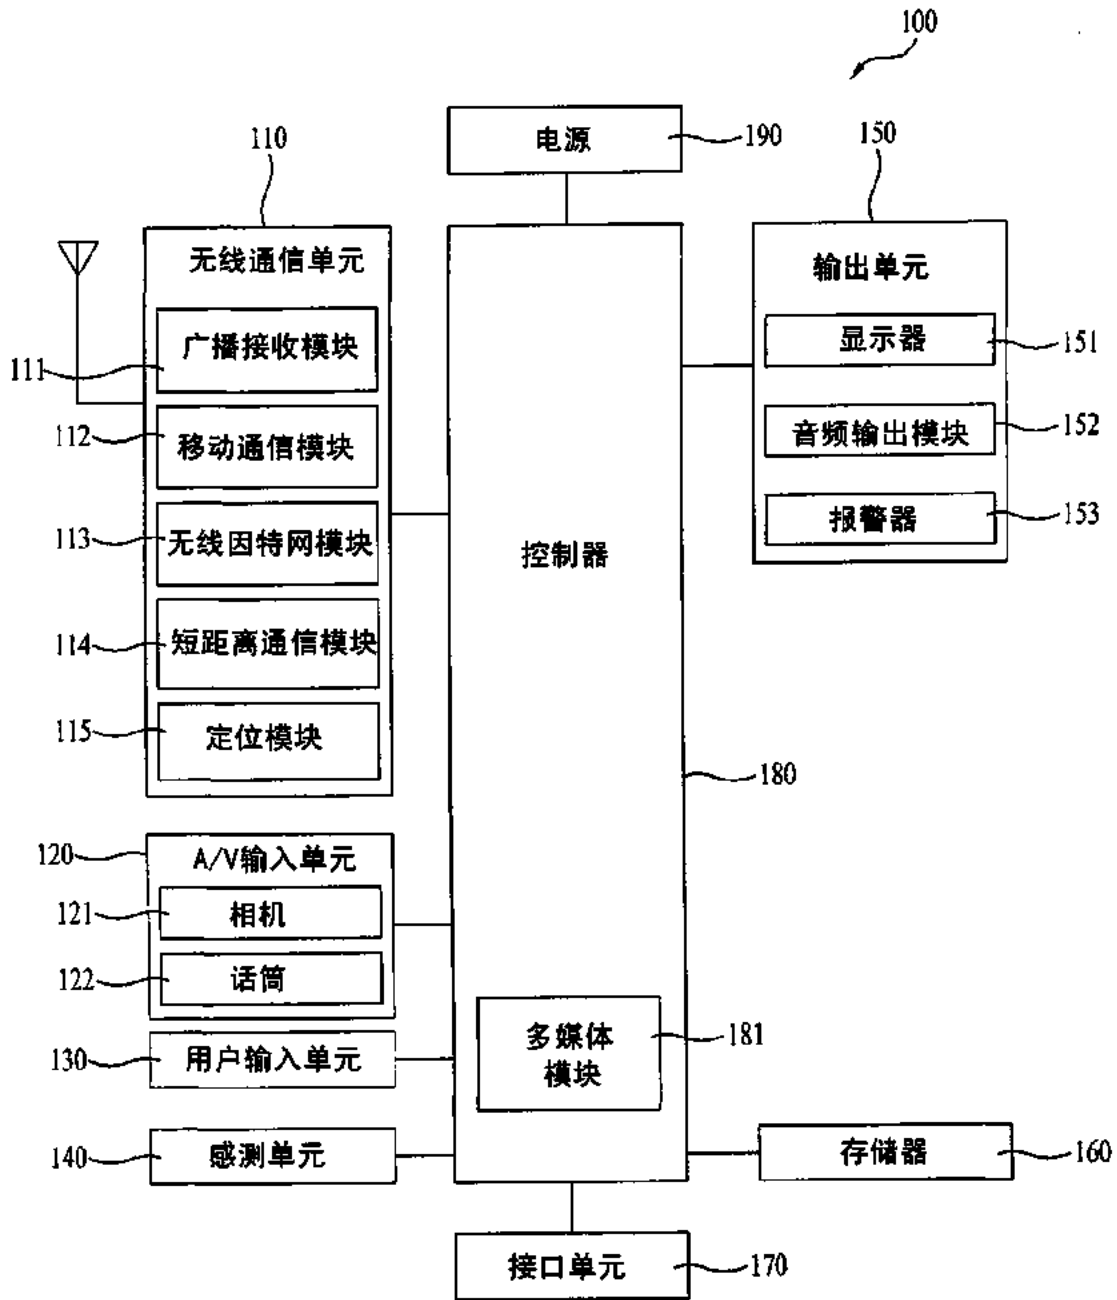 100
电源
190
110
150
无线通信单元
输出单元
广播接收模块
111
显示器
151
112
移动通信模块
音频输出模块
152
113
无线因特网模块
报警器
153
控制器
114
短距离通信模块
115
定位模块
180
120
A/V输入单元
121
相机
122
话筒
多媒体
模块
181
130
用户输入单元
140
感测单元
存储器
160
接口单元
170